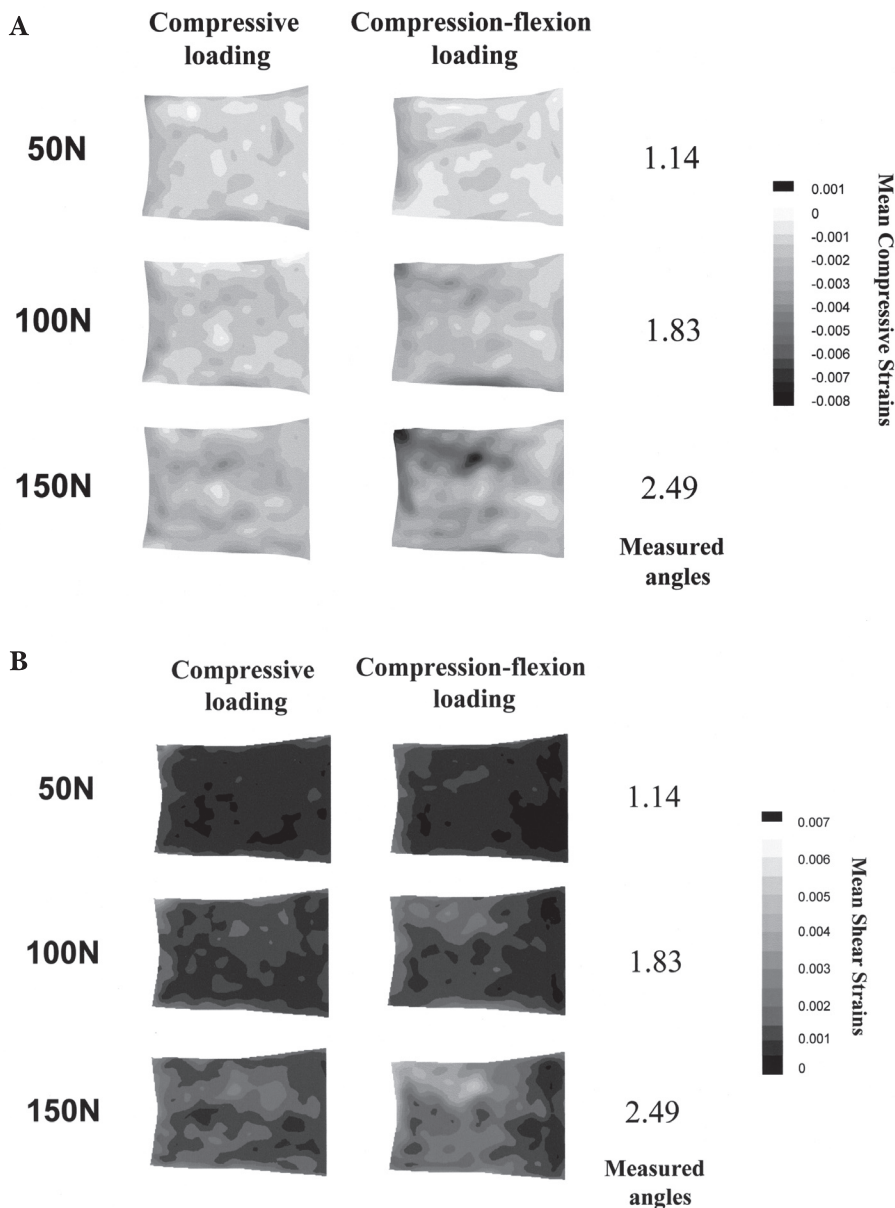 A
Compressive
loading
Compression-flexion
loading
50N
1.14
100N
1.83
150N
2.49
Measured
angles
0.001
0
-0.001
-0.002
-0.003
-0.004
-0.005
-0.006
-0.007
-0.008
Mean Compressive Strains
B
Compressive
loading
Compression-flexion
loading
50N
1.14
100N
1.83
150N
2.49
Measured
angles
0.007
0.006
0.005
0.004
0.003
0.002
0.001
0
Mean Shear Strains